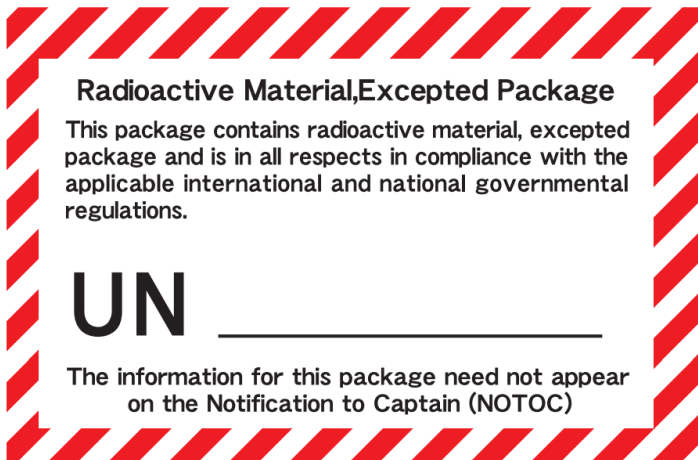 Radioactive Material,Excepted Package
This package contains radioactive material, excepted
package and is in all respects in compliance with the
applicable international and national governmental
regulations.
UN
The information for this package need not appear
on the Notification to Captain (NOTOC)